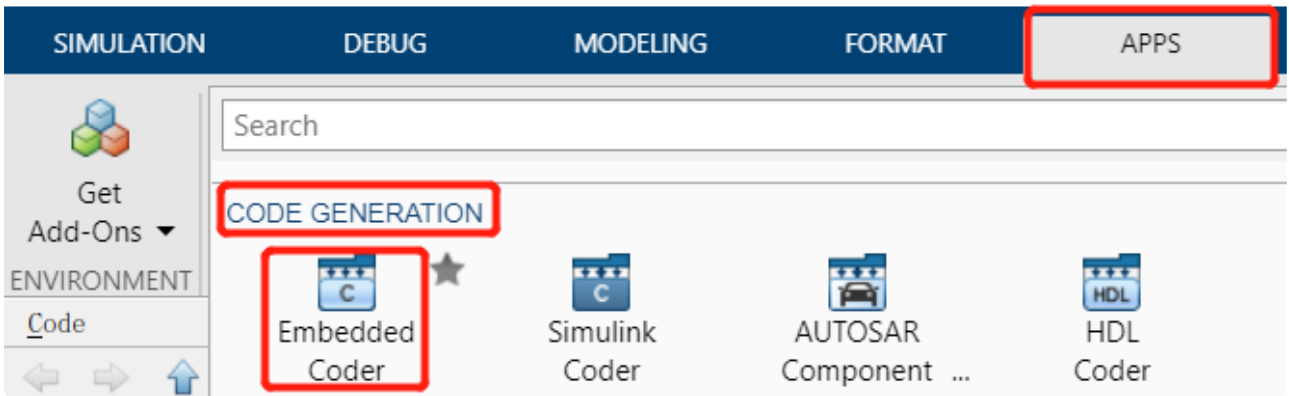 SIMULATION DEBUG MODELING FORMAT APPS
Search
Get
Add-Ons
CODE GENERATION
ENVIRONMENT
Code
C C HDL
Embedded Simulink AUTOSAR HDL
Coder Coder Component ... Coder